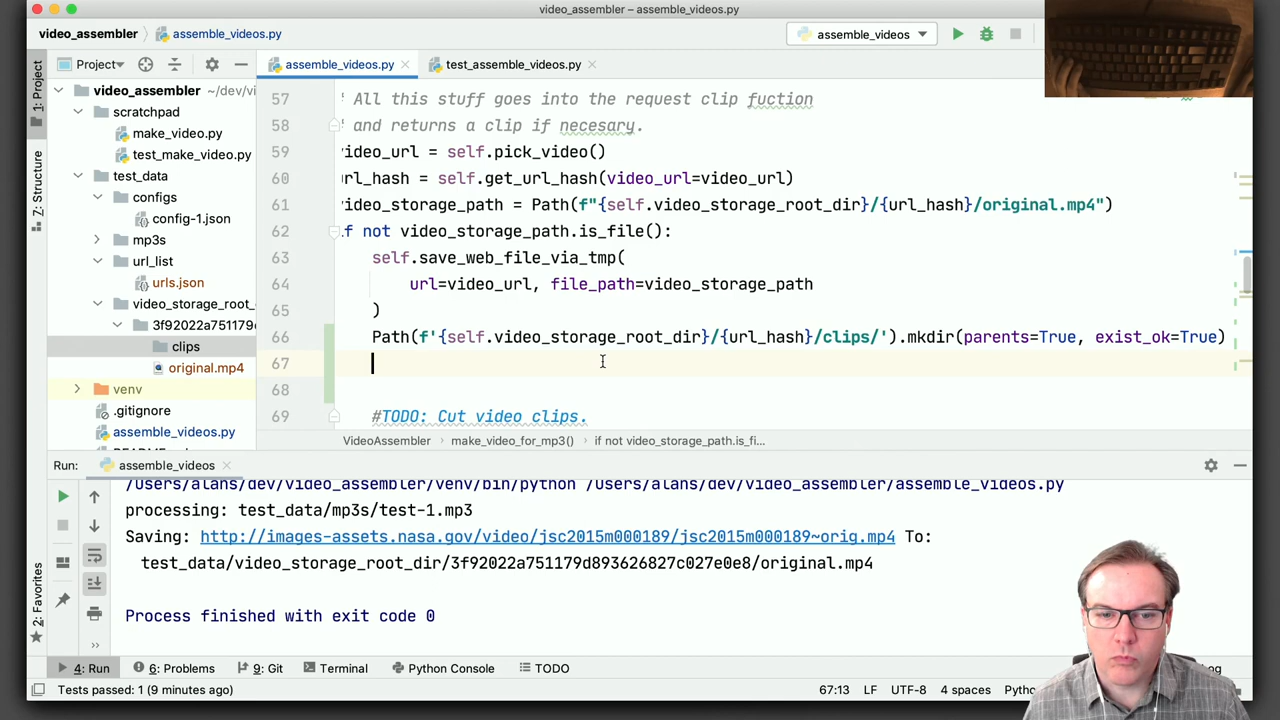 video_assembler – assemble_videos.py
video_assembler assemble_videos.py
assemble_videos
1: Project
Z: Structure
2: Favorites
Project
video_assembler ~/dev/vi
scratchpad
make_video.py
test_make_video.py
test_data
configs
config-1.json
mp3s
url_list
urls.json
video_storage_root_
3f92022a751179
clips
original.mp4
venv
.gitignore
assemble_videos.py
assemble_videos.py test_assemble_videos.py
57 All this stuff goes into the request clip fuction
58 and returns a clip if necesary.
59 video_url = self.pick_video()
60 url_hash = self.get_url_hash(video_url=video_url)
61 video_storage_path = Path(f"{self.video_storage_root_dir}/{url_hash}/original.mp4")
62 if not video_storage_path.is_file():
63 self.save_web_file_via_tmp(
64 url=video_url, file_path=video_storage_path
65 )
66 Path(f'{self.video_storage_root_dir}/{url_hash}/clips/').mkdir(parents=True, exist_ok=True)
67
68
69 #TODO: Cut video clips.
VideoAssembler make_video_for_mp3() if not video_storage_path.is_fi...
Run: assemble_videos
/Users/alans/dev/video_assembler/venv/bin/python /Users/alans/dev/video_assembler/assemble_videos.py
processing: test_data/mp3s/test-1.mp3
Saving: http://images-assets.nasa.gov/video/jsc2015m000189/jsc2015m000189~orig.mp4 To:
test_data/video_storage_root_dir/3f92022a751179d893626827c027e0e8/original.mp4
Process finished with exit code 0
4: Run 6: Problems 9: Git Terminal Python Console TODO
Tests passed: 1 (9 minutes ago) 67:13 LF UTF-8 4 spaces